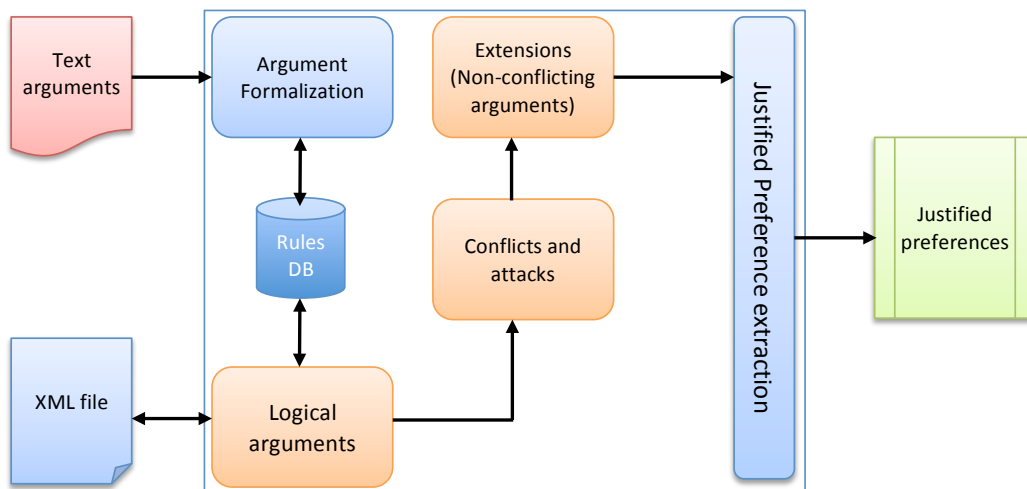 Text
arguments
Argument
Formalization
Extensions
(Non-conflicting
arguments)
Justified Preference extraction
Justified
preferences
Rules
DB
Conflicts and
attacks
XML file
Logical
arguments